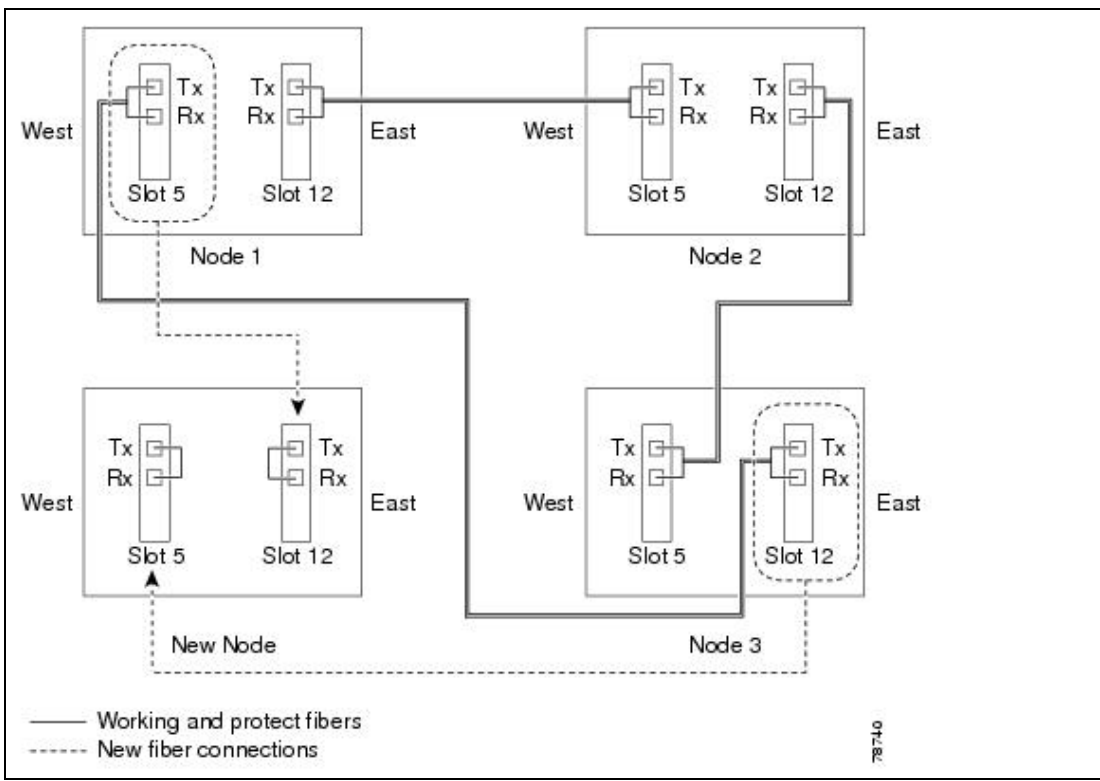 Tx Tx Tx Tx
Rx Rx Rx Rx
West East West East
Slot 5 Slot 12 Slot 5 Slot 12
Node 1 Node 2
Tx Tx Tx Tx
Rx Rx Rx Rx
West East West East
Slot 5 Slot 12 Slot 5 Slot 12
New Node Node 3
Working and protect fibers
New fiber connections
78740